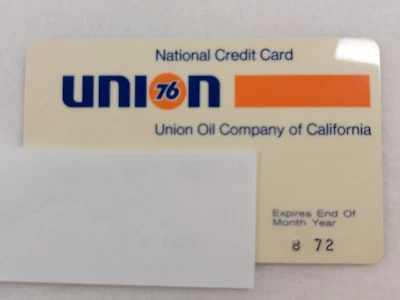 National Credit Card
union 76
Union Oil Company of California
Expires End Of
Month Year
8 72